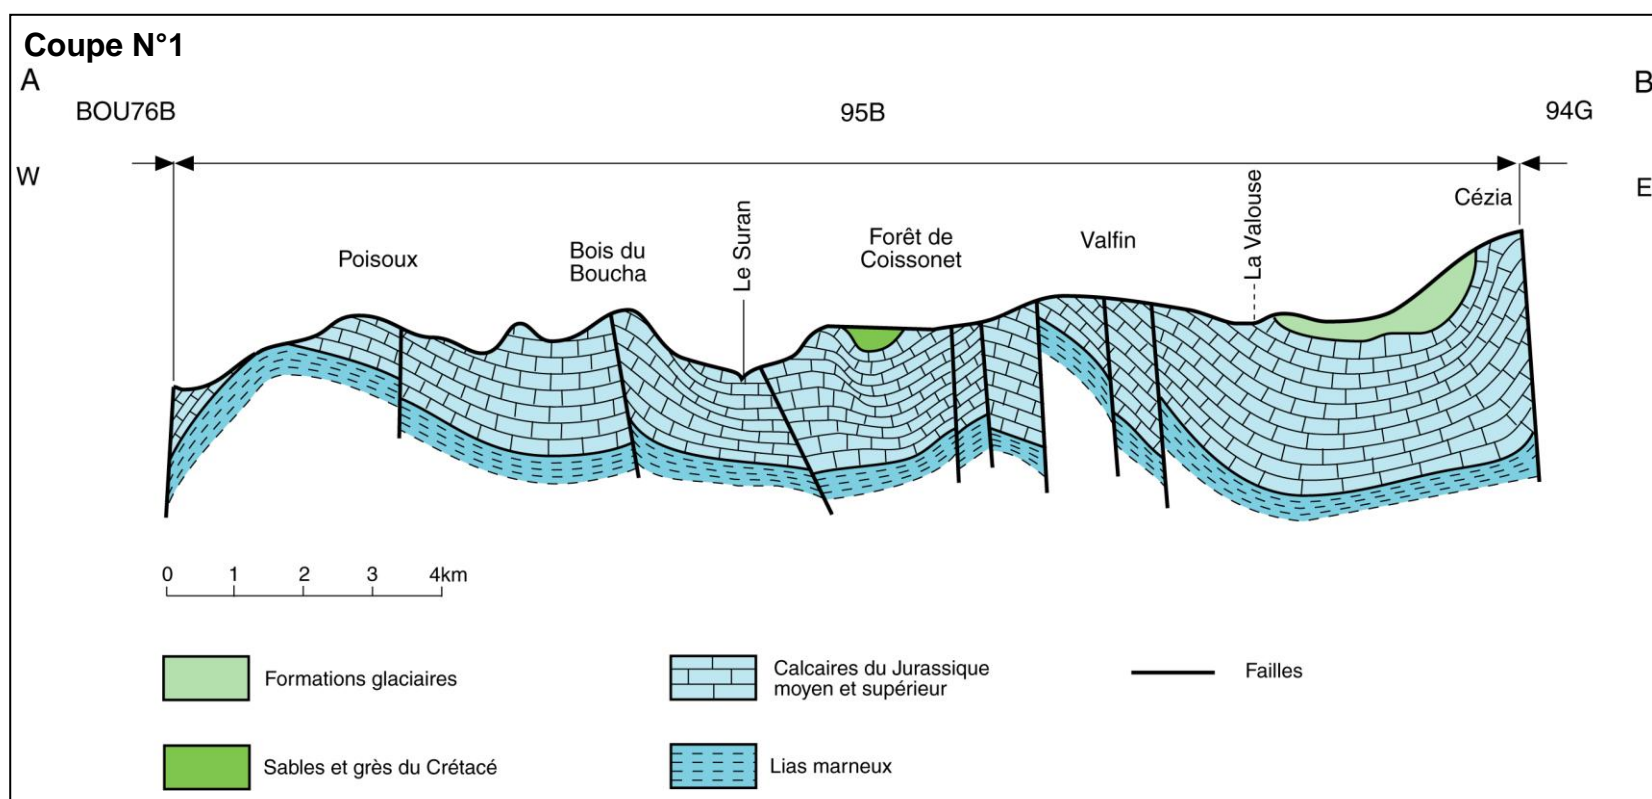 Coupe N°1
A
B
BOU76B
95B
94G
W
E
Cézia
La Valouse
Le Suran
Poisoux
Bois du
Boucha
Forêt de
Coissonet
Valfin
0 1 2 3 4km
Formations glaciaires
Calcaires du Jurassique
moyen et supérieur
Failles
Sables et grès du Crétacé
Lias marneux